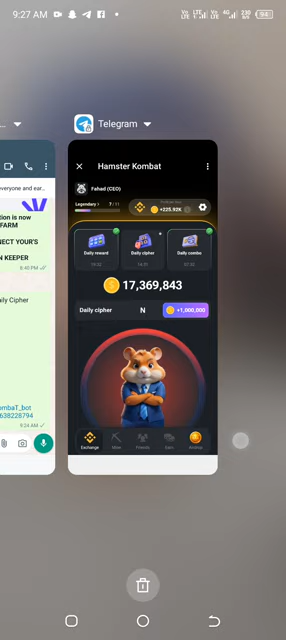 9:27 AM
Telegram
Hamster Kombat
everyone and ear..
Fahad (CEO)
Legendary
7 / 11
+225,92K
tion is now
FARM
NECT YOUR'S
N KEEPER
8:40 PM
Daily reward
Daily cipher
Daily combo
17,369,843
Daily cipher
N
+1,000,000
aily Cipher
ombaT_bot
638228794
9:24 AM
Exchange
Mine
Friends
Earn
Airdrop